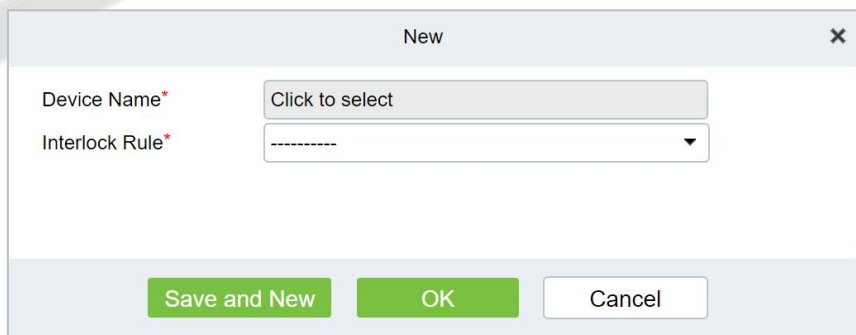 New
Device Name* Click to select
Interlock Rule* ----------
Save and New OK Cancel